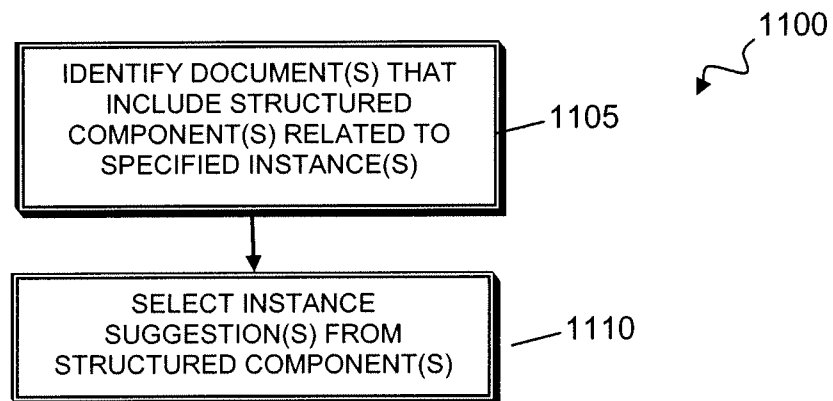 1100
IDENTIFY DOCUMENT(S) THAT
INCLUDE STRUCTURED
COMPONENT(S) RELATED TO
SPECIFIED INSTANCE(S)
1105
SELECT INSTANCE
SUGGESTION(S) FROM
STRUCTURED COMPONENT(S)
1110